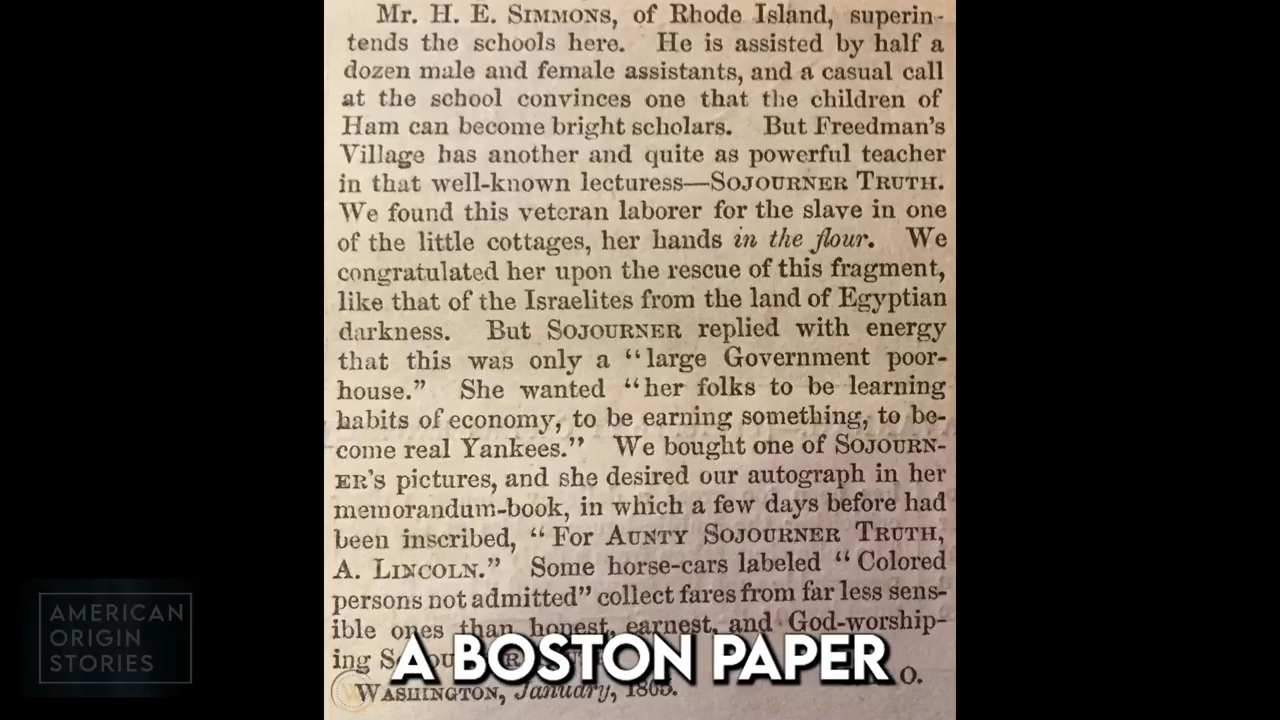 Mr. H. E. SIMMONS, of Rhode Island, superin-
tends the schools here. He is assisted by half a
dozen male and female assistants, and a casual call
at the school convinces one that the children of
Ham can become bright scholars. But Freedman's
Village has another and quite as powerful teacher
in that well-known lecturess—SOJOURNER TRUTH.
We found this veteran laborer for the slave in one
of the little cottages, her hands in the flour. We
congratulated her upon the rescue of this fragment,
like that of the Israelites from the land of Egyptian
darkness. But SOJOURNER replied with energy
that this was only a "large Government poor-
house." She wanted "her folks to be learning
habits of economy, to be earning something, to be-
come real Yankees." We bought one of SOJOURN-
ER'S pictures, and she desired our autograph in her
memorandum-book, in which a few days before had
been inscribed, "For AUNTY SOJOURNER TRUTH,
A. LINCOLN." Some horse-cars labeled "Colored
persons not admitted" collect fares from far less sens-
ible ones than honest, earnest, and God-worship-
ing
O.
WASHINGTON, January, 1865.
A BOSTON PAPER
AMERICAN
ORIGIN
STORIES